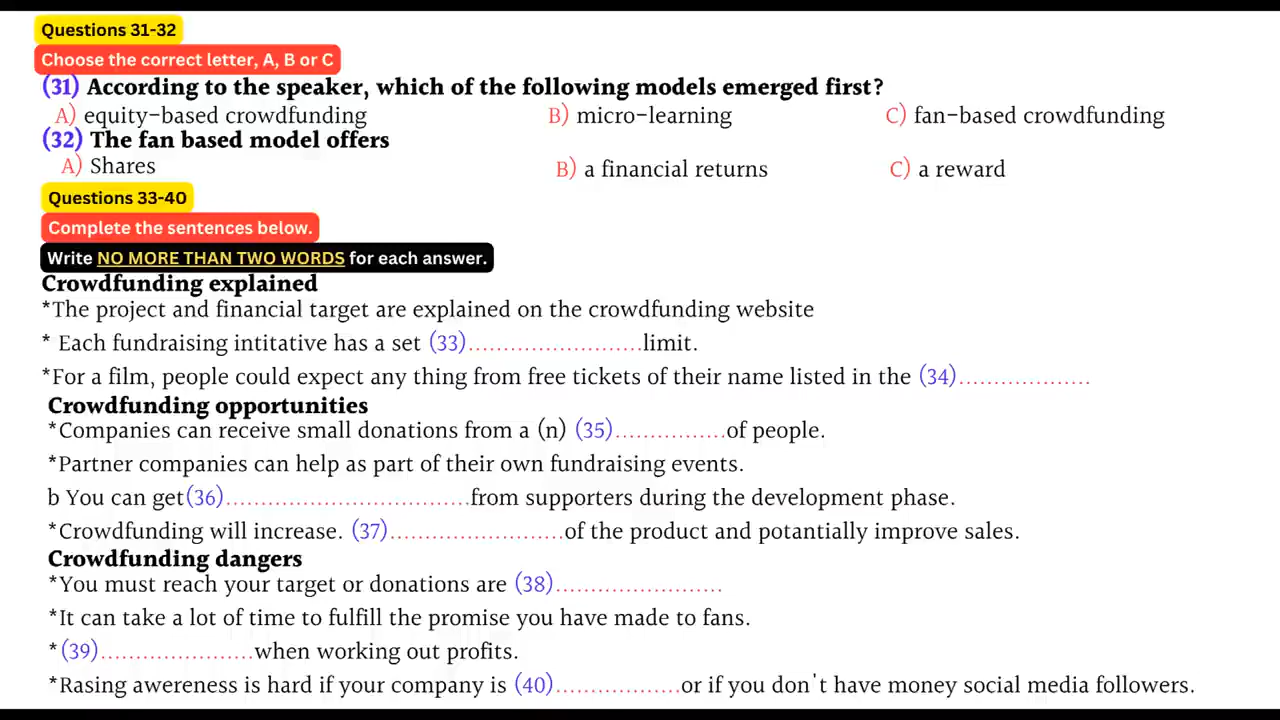 Questions 31-32
Choose the correct letter, A, B or C
(31) According to the speaker, which of the following models emerged first?
A) equity-based crowdfunding B) micro-learning C) fan-based crowdfunding
(32) The fan based model offers
A) Shares B) a financial returns C) a reward
Questions 33-40
Complete the sentences below.
Write NO MORE THAN TWO WORDS for each answer.
Crowdfunding explained
*The project and financial target are explained on the crowdfunding website
* Each fundraising intitative has a set (33).........................limit.
*For a film, people could expect any thing from free tickets of their name listed in the (34)...................
Crowdfunding opportunities
*Companies can receive small donations from a (n) (35)................of people.
*Partner companies can help as part of their own fundraising events.
b You can get(36)...................................from supporters during the development phase.
*Crowdfunding will increase. (37).........................of the product and potantially improve sales.
Crowdfunding dangers
*You must reach your target or donations are (38)........................
*It can take a lot of time to fulfill the promise you have made to fans.
*(39)......................when working out profits.
*Rasing awereness is hard if your company is (40)..................or if you don't have money social media followers.